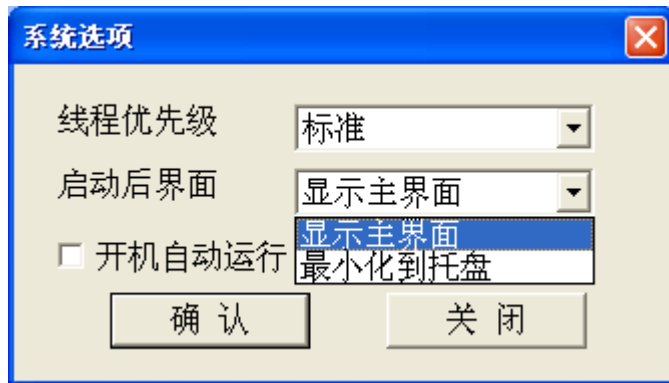 系统选项
线程优先级 标准
启动后界面 显示主界面
显示主界面
开机自动运行 最小化到托盘
确 认 关 闭